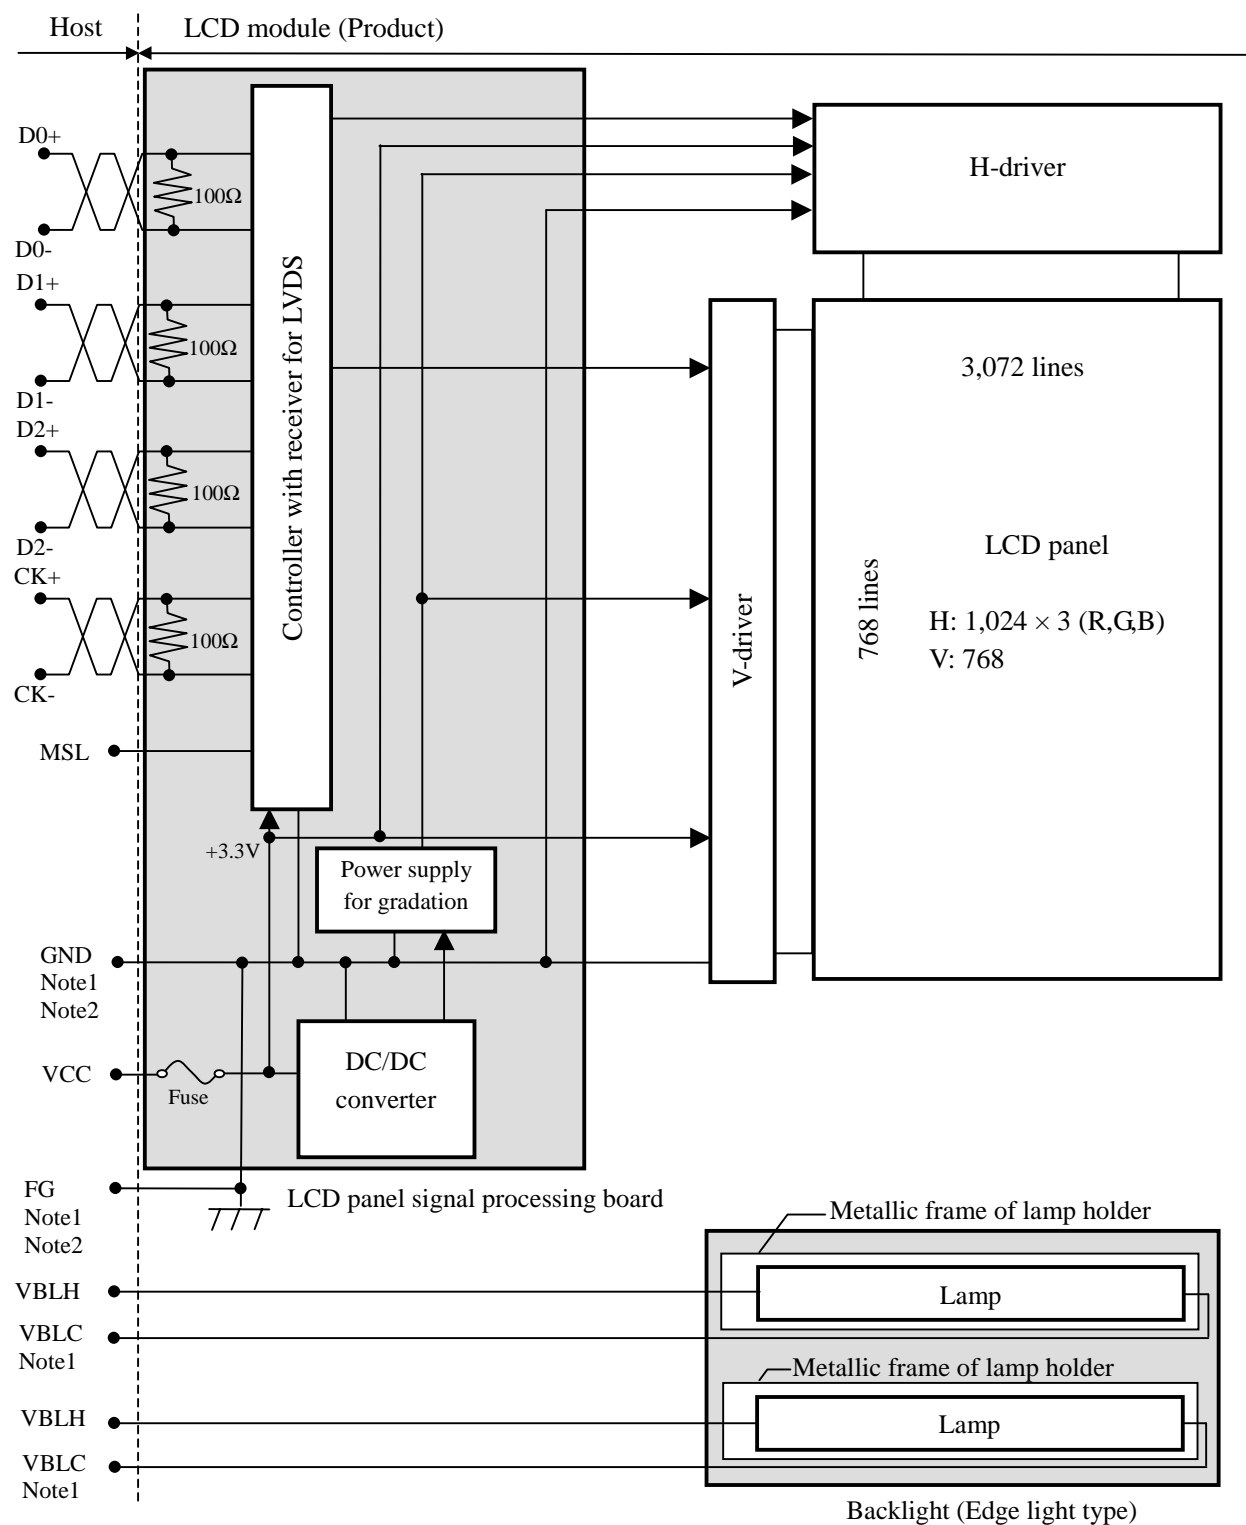 Host
LCD module (Product)
D0+
100Ω
D0-
D1+
100Ω
D1-
D2+
100Ω
D2-
CK+
100Ω
CK-
MSL
Controller with receiver for LVDS
H-driver
3,072 lines
768 lines
V-driver
LCD panel
H: 1,024 × 3 (R,G,B)
V: 768
+3.3V
Power supply
for gradation
GND
Note1
Note2
VCC
Fuse
DC/DC
converter
FG
Note1
Note2
LCD panel signal processing board
Metallic frame of lamp holder
VBLH
Lamp
VBLC
Note1
Metallic frame of lamp holder
VBLH
Lamp
VBLC
Note1
Backlight (Edge light type)